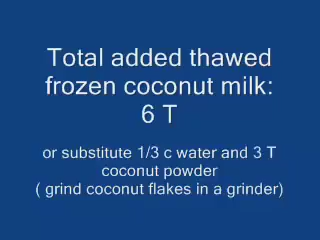 Total added thawed
frozen coconut milk:
6 T
or substitute 1/3 c water and 3 T
coconut powder
( grind coconut flakes in a grinder)